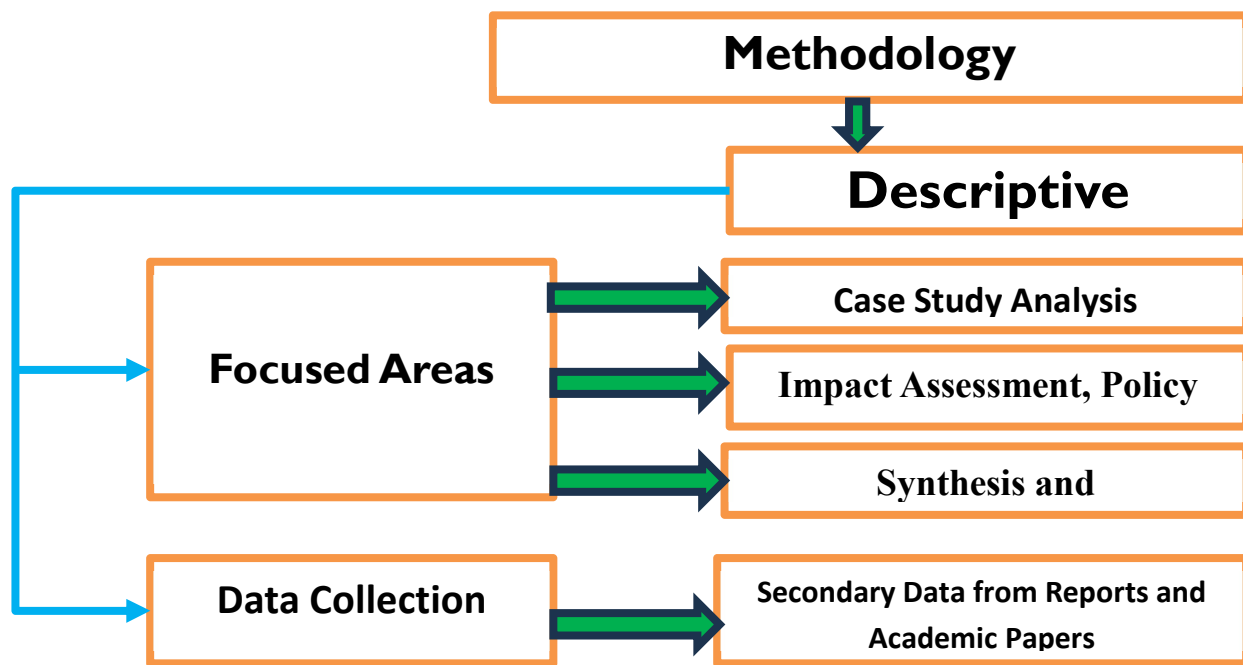 Methodology
Descriptive
Focused Areas
Case Study Analysis
Impact Assessment, Policy
Synthesis and
Data Collection
Secondary Data from Reports and
Academic Papers